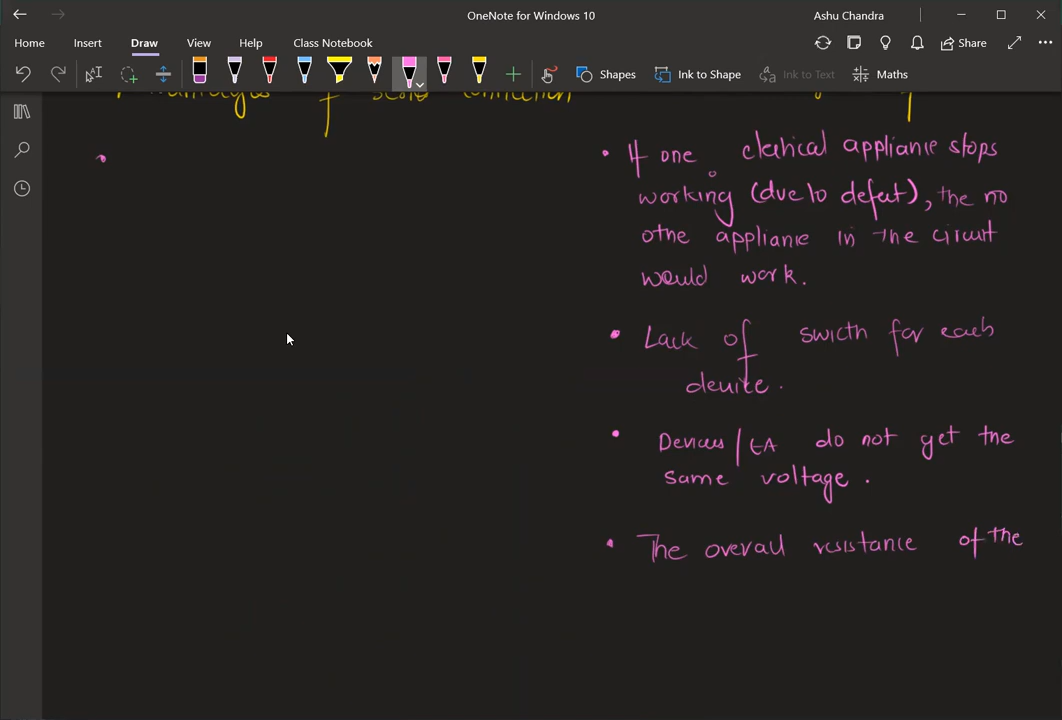 OneNote for Windows 10
Ashu Chandra
Home Insert Draw View Help Class Notebook
Share
Shapes Ink to Shape Ink to Text Maths
connection
• If one electrical appliance stops
working (due to defect), the no
othe appliance in the circuit
would work.
• Lack of swicth for each
device.
• Devices/EA do not get the
same voltage.
• The overall resistance of the